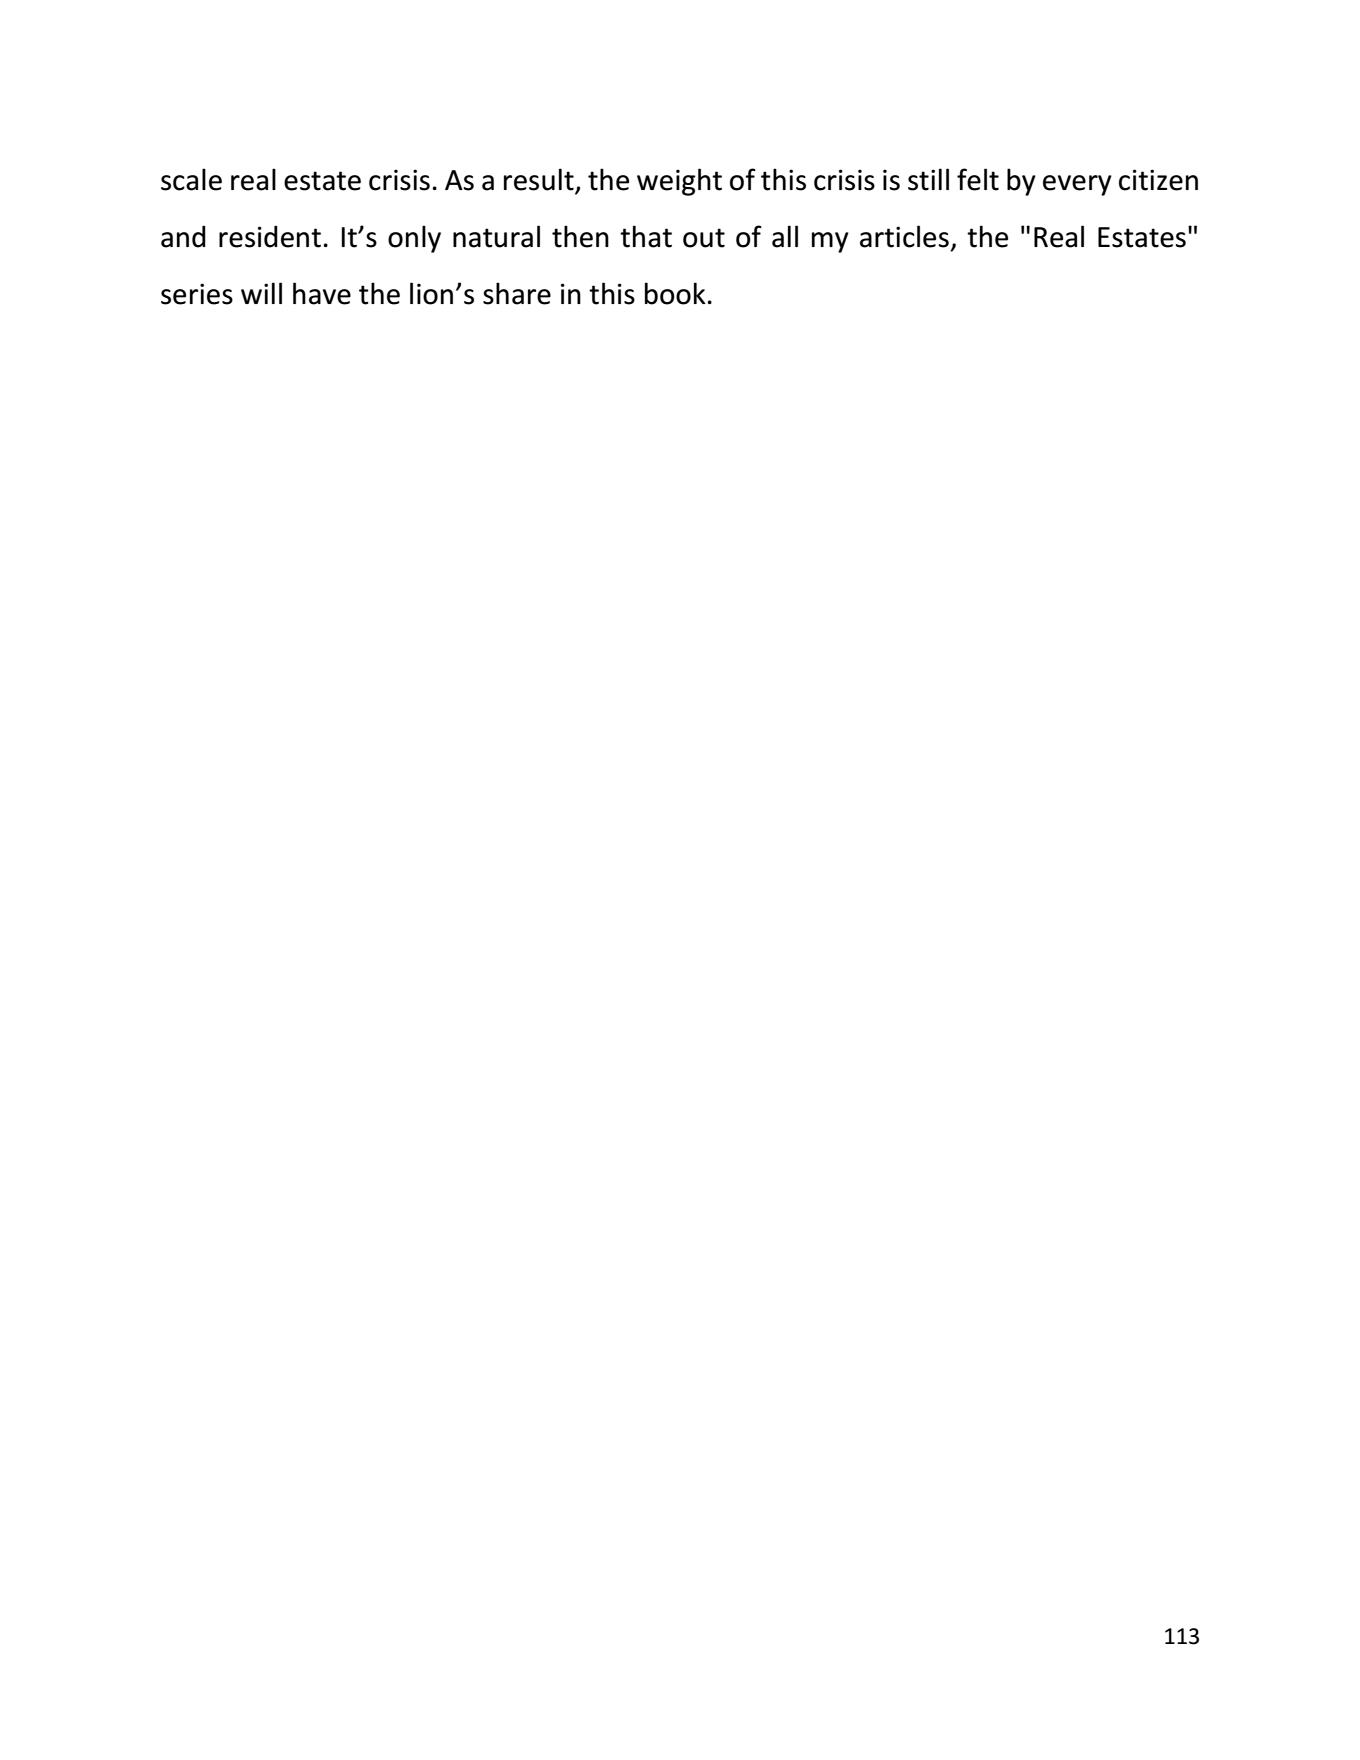 scale real estate crisis. As a result, the weight of this crisis is still felt by every citizen
and resident. It’s only natural then that out of all my articles, the "Real Estates"
series will have the lion’s share in this book.
113